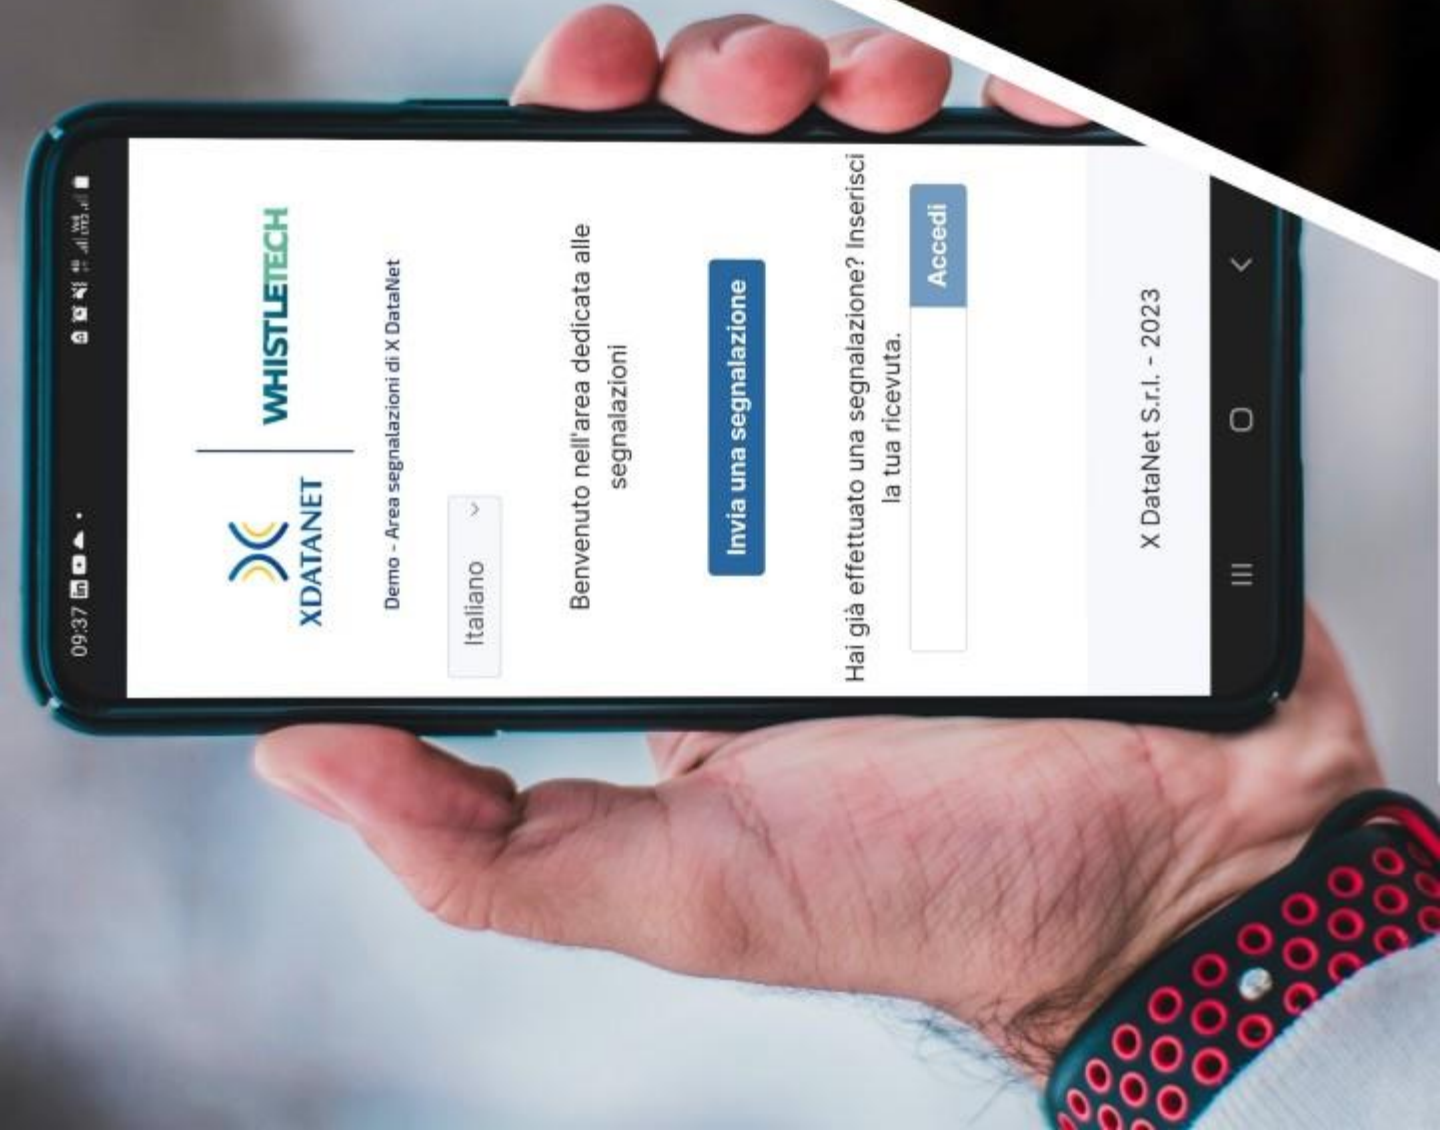 09:37
XDATANET
WHISTLETECH
Demo - Area segnalazioni di X DataNet
Italiano
Benvenuto nell'area dedicata alle
segnalazioni
Invia una segnalazione
Hai già effettuato una segnalazione? Inserisci
la tua ricevuta.
Accedi
X DataNet S.r.l. - 2023